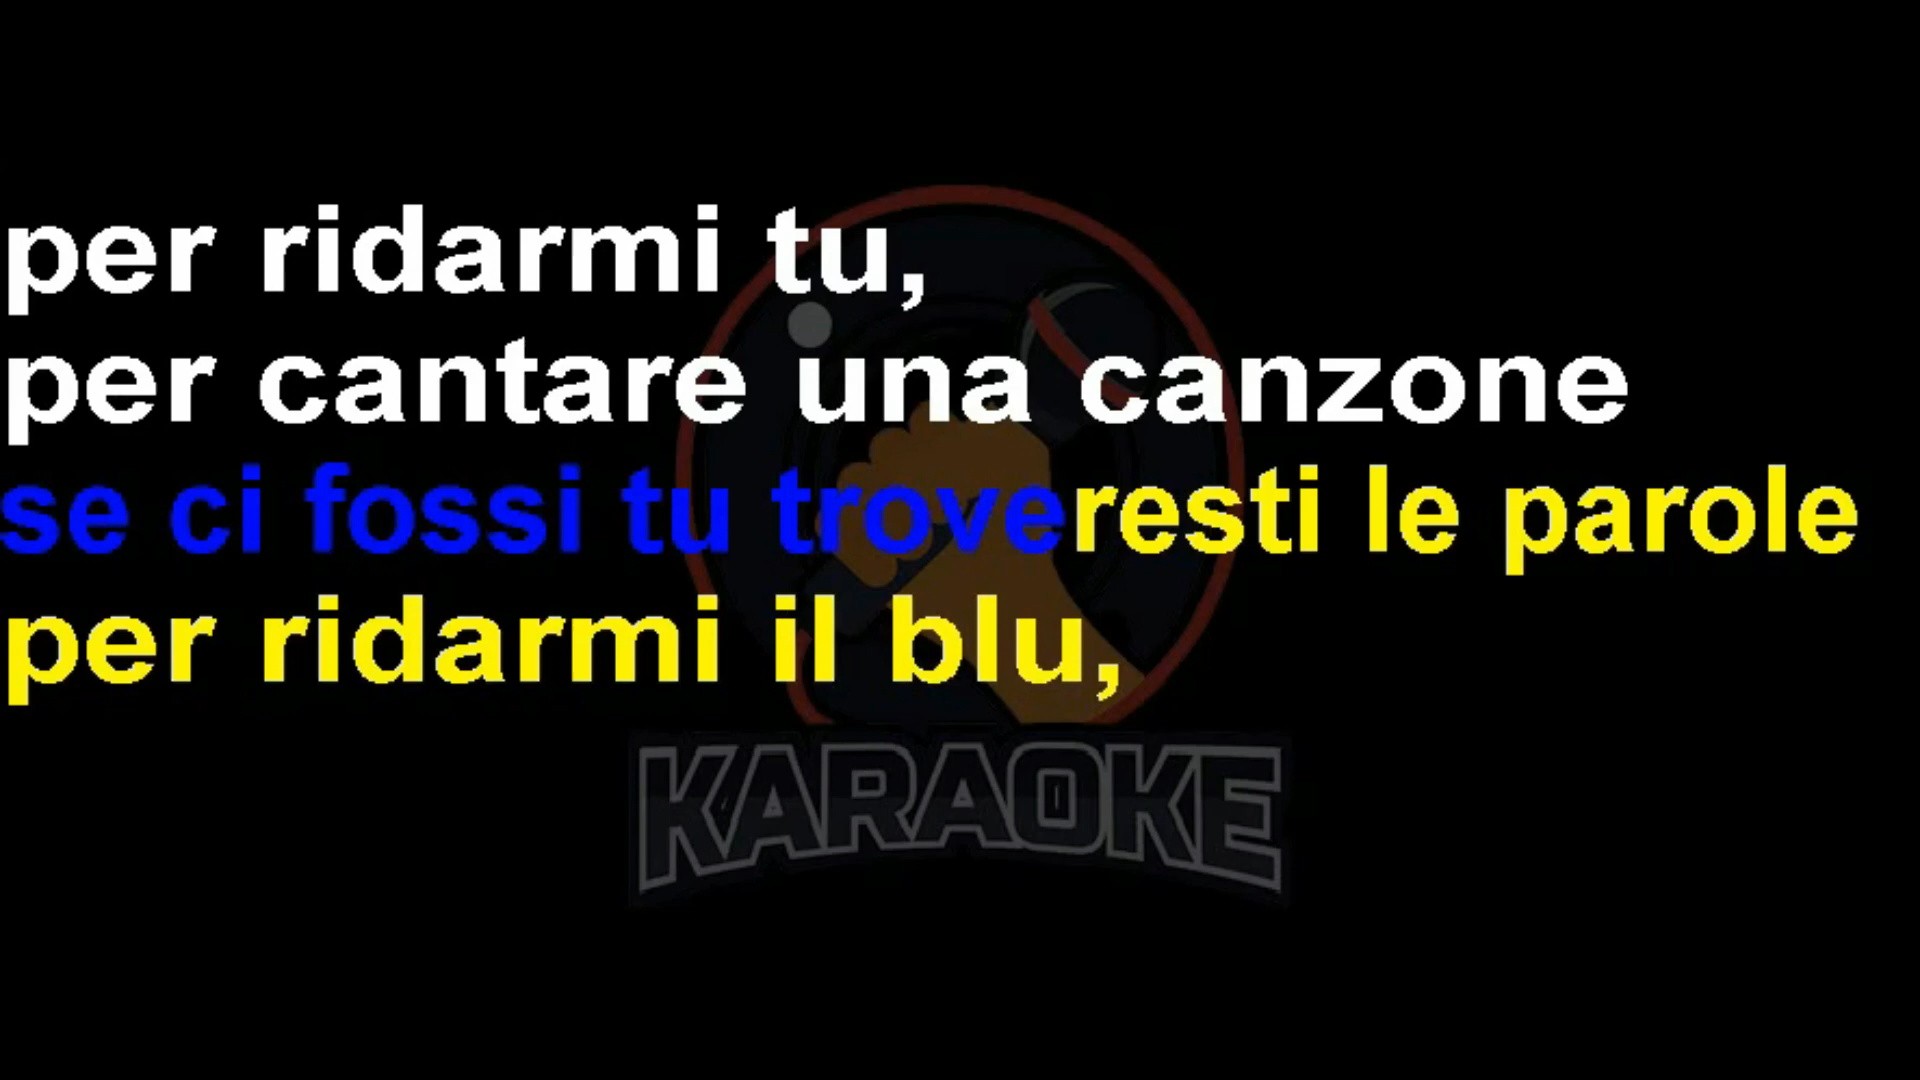 per ridarmi tu,
per cantare una canzone
se ci fossi tu troveresti le parole
per ridarmi il blu,
KARAOKE